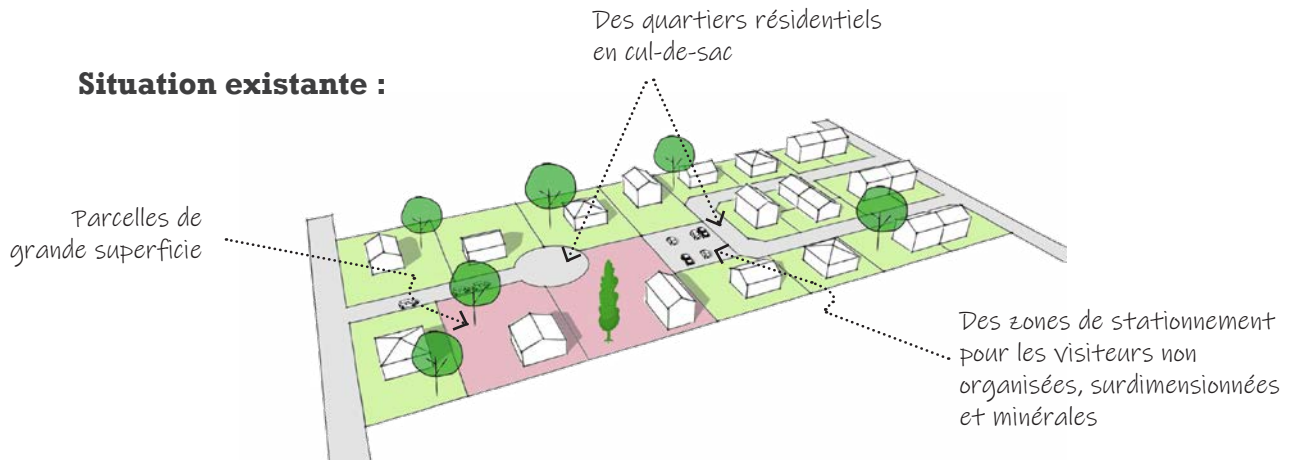 Des quartiers résidentiels
en cul-de-sac
Situation existante :
Parcelles de
grande superficie
Des zones de stationnement
pour les visiteurs non
organisées, surdimensionnées
et minérales